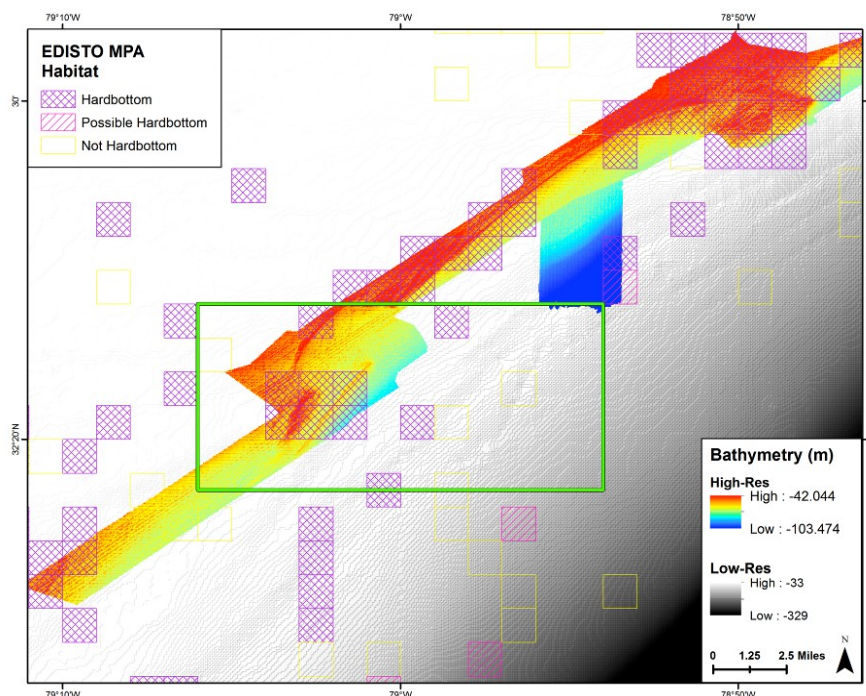 79°10'W 79°W 78°50'W
EDISTO MPA
Habitat
Hardbottom
Possible Hardbottom
Not Hardbottom
30'
32°20'N
Bathymetry (m)
High-Res
High : -42.044
Low : -103.474
Low-Res
High : -33
Low : -329
0 1.25 2.5 Miles
N
79°10'W 79°W 78°50'W